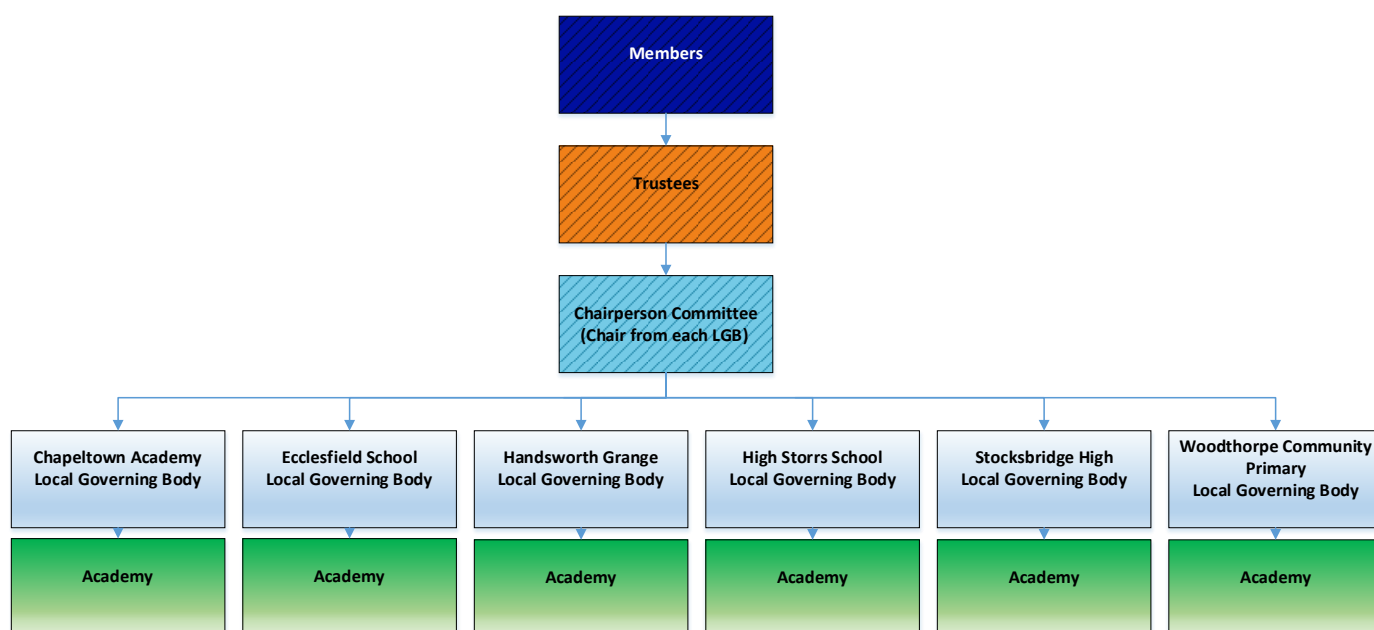 Members
Trustees
Chairperson Committee
(Chair from each LGB)
Chapeltown Academy
Local Governing Body
Ecclesfield School
Local Governing Body
Handsworth Grange
Local Governing Body
High Storrs School
Local Governing Body
Stocksbridge High
Local Governing Body
Woodthorpe Community
Primary
Local Governing Body
Academy
Academy
Academy
Academy
Academy
Academy